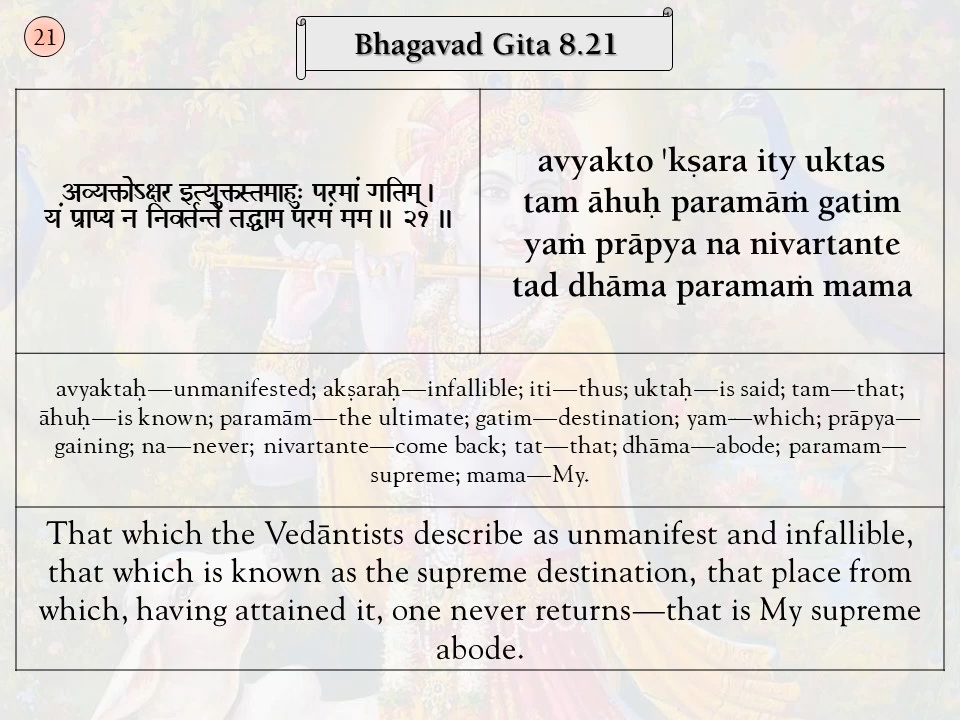 21
Bhagavad Gita 8.21
अव्यक्तोऽक्षर इत्युक्तस्तमाहुः परमां गतिम् ।
यं प्राप्य न निवर्तन्ते तद्धाम परमं मम ॥ २१ ॥
avyakto 'kṣara ity uktas
tam āhuḥ paramāṁ gatim
yaṁ prāpya na nivartante
tad dhāma paramaṁ mama
avyaktaḥ—unmanifested; akṣaraḥ—infallible; iti—thus; uktaḥ—is said; tam—that;
āhuḥ—is known; paramām—the ultimate; gatim—destination; yam—which; prāpya—
gaining; na—never; nivartante—come back; tat—that; dhāma—abode; paramam—
supreme; mama—My.
That which the Vedāntists describe as unmanifest and infallible,
that which is known as the supreme destination, that place from
which, having attained it, one never returns—that is My supreme
abode.